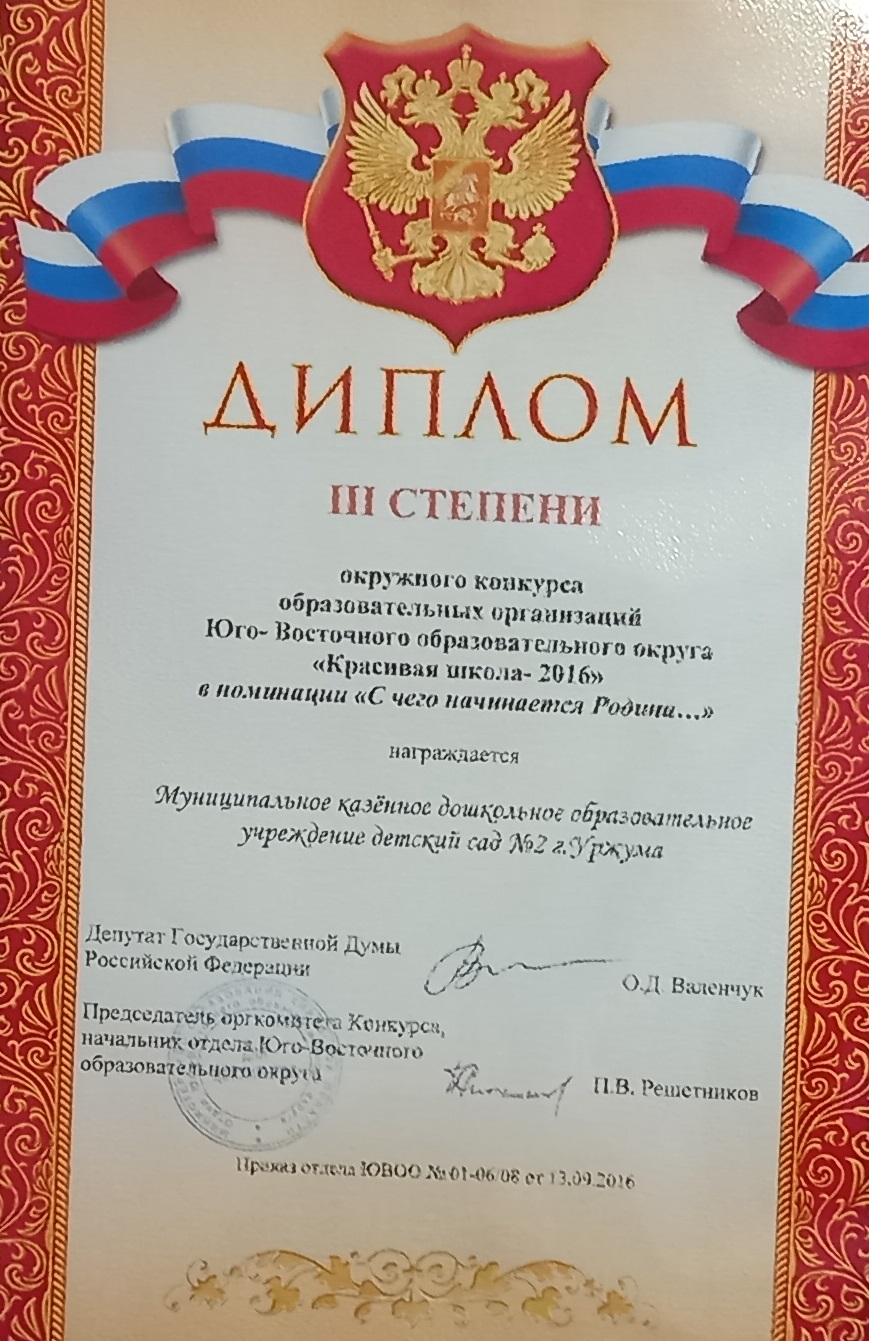 ДИПЛОМ
III СТЕПЕНИ
окружного конкурса
образовательных организаций
Юго- Восточного образовательного округа
«Красивая школа- 2016»
в номинации «С чего начинается Родина...»
награждается
Муниципальное казённое дошкольное образовательное
учреждение детский сад №2 г.Уржума
Депутат Государственной Думы
Российской Федерации
О.Д. Валенчук
Председатель оргкомитета Конкурса,
начальник отдела Юго-Восточного
образовательного округа
П.В. Решетников
Приказ отдела ЮВОО № 01-06/08 от 13.09.2016